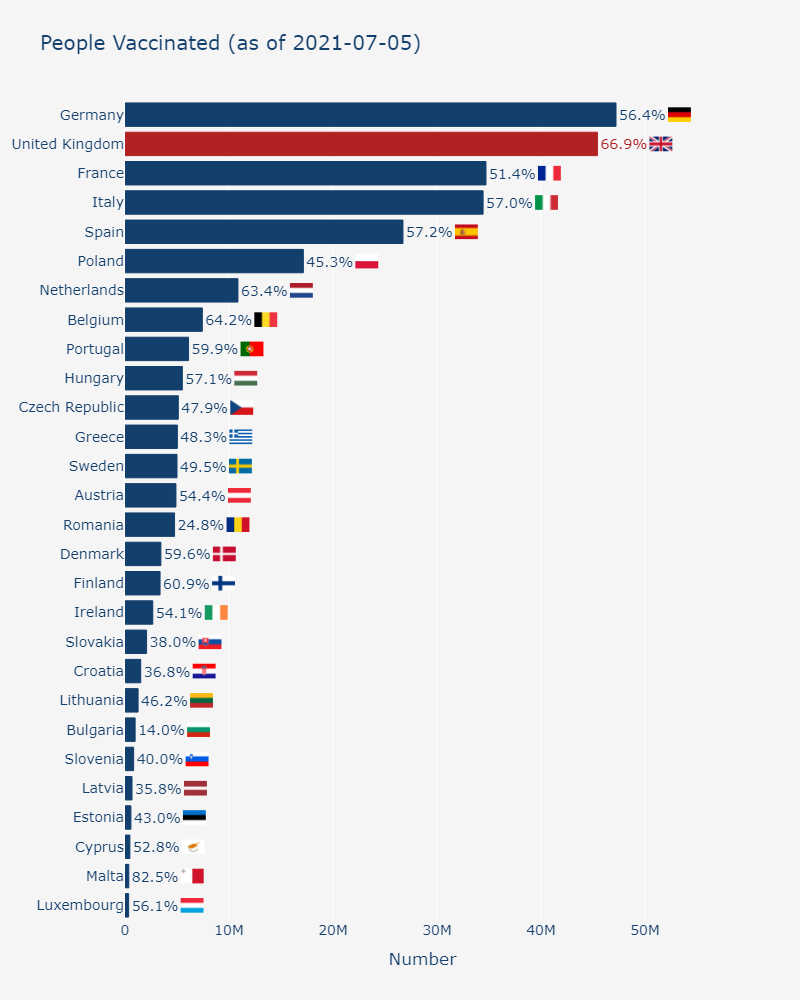 People Vaccinated (as of 2021-07-05)
Germany 56.4%
United Kingdom 66.9%
France 51.4%
Italy 57.0%
Spain 57.2%
Poland 45.3%
Netherlands 63.4%
Belgium 64.2%
Portugal 59.9%
Hungary 57.1%
Czech Republic 47.9%
Greece 48.3%
Sweden 49.5%
Austria 54.4%
Romania 24.8%
Denmark 59.6%
Finland 60.9%
Ireland 54.1%
Slovakia 38.0%
Croatia 36.8%
Lithuania 46.2%
Bulgaria 14.0%
Slovenia 40.0%
Latvia 35.8%
Estonia 43.0%
Cyprus 52.8%
Malta 82.5%
Luxembourg 56.1%
0 10M 20M 30M 40M 50M
Number